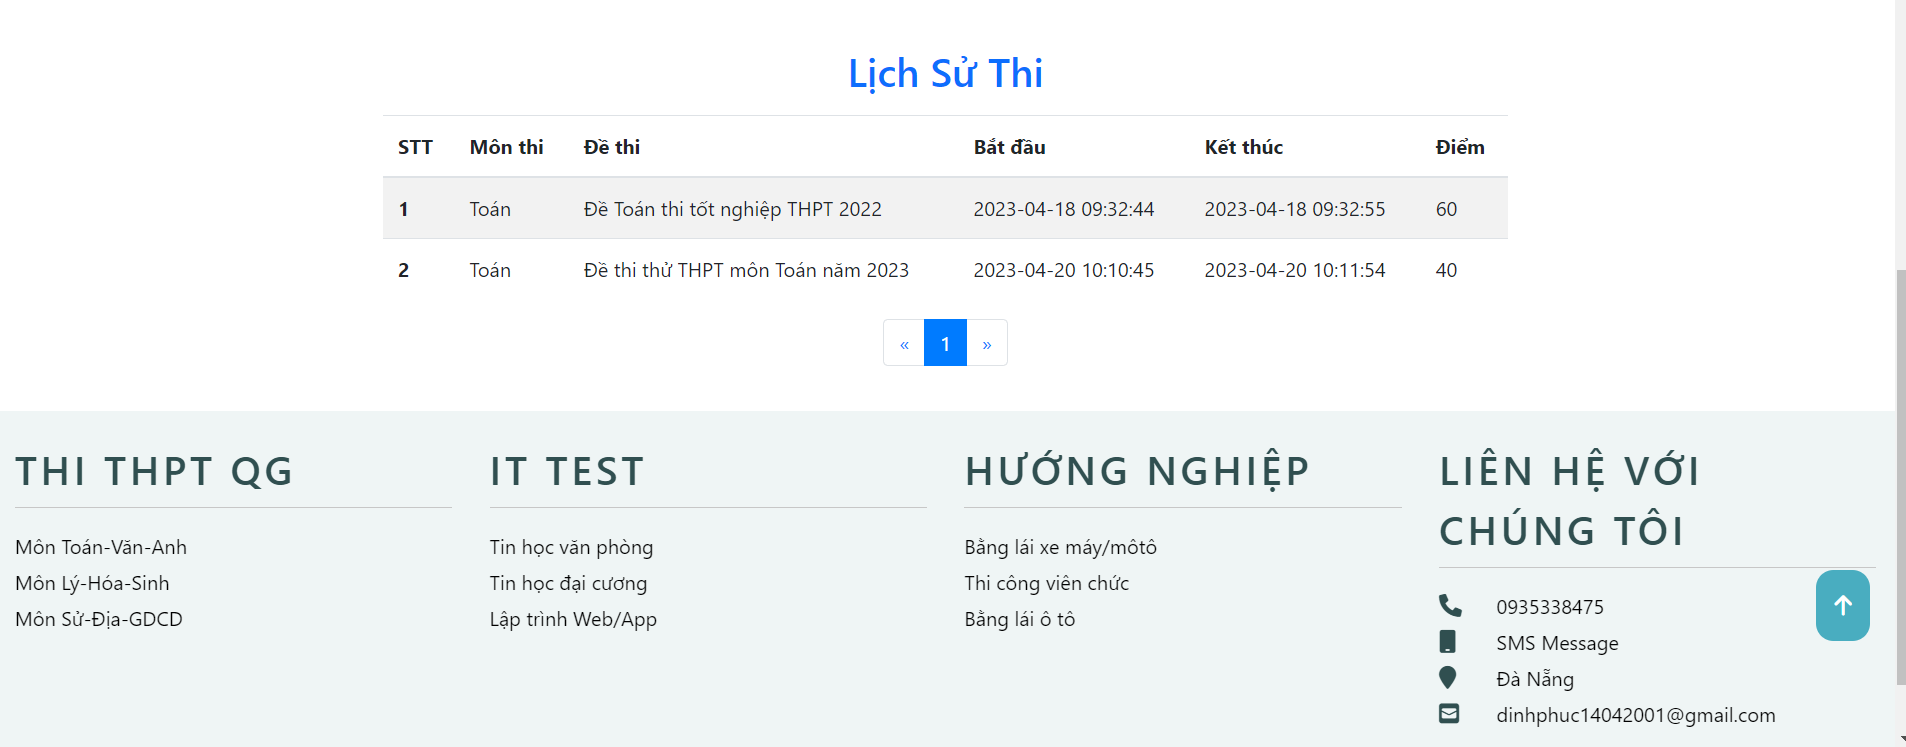 Lịch Sử Thi
STT Môn thi Đề thi Bắt đầu Kết thúc Điểm
1 Toán Đề Toán thi tốt nghiệp THPT 2022 2023-04-18 09:32:44 2023-04-18 09:32:55 60
2 Toán Đề thi thử THPT môn Toán năm 2023 2023-04-20 10:10:45 2023-04-20 10:11:54 40
« 1 »
THI THPT QG
Môn Toán-Văn-Anh
Môn Lý-Hóa-Sinh
Môn Sử-Địa-GDCD
IT TEST
Tin học văn phòng
Tin học đại cương
Lập trình Web/App
HƯỚNG NGHIỆP
Bằng lái xe máy/môtô
Thi công viên chức
Bằng lái ô tô
LIÊN HỆ VỚI
CHÚNG TÔI
0935338475
SMS Message
Đà Nẵng
dinhphuc14042001@gmail.com